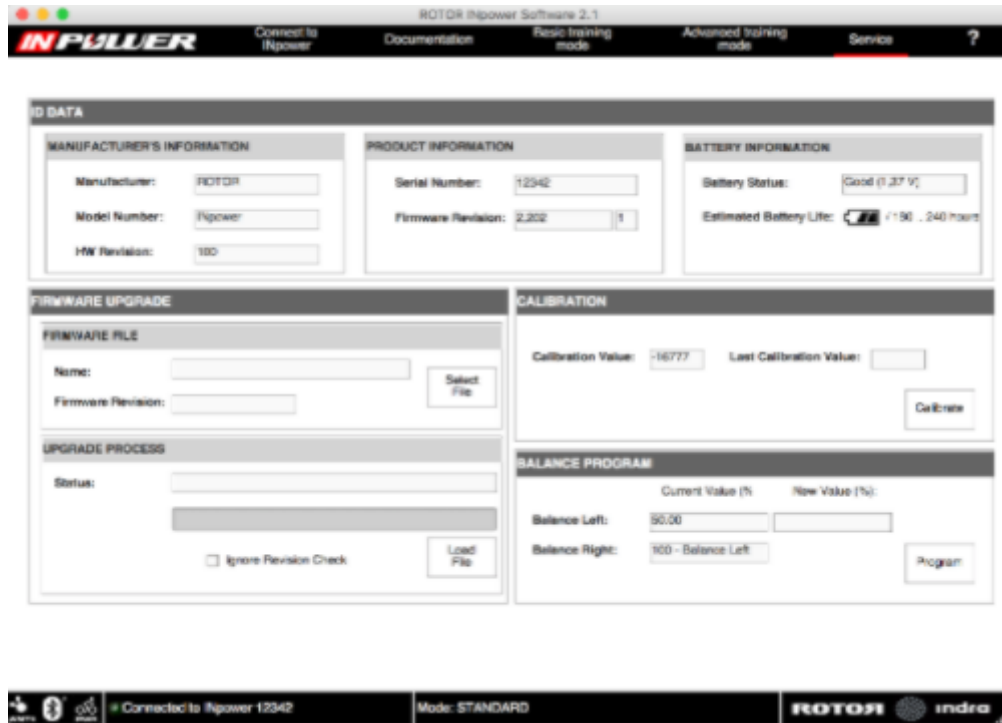 ROTOR INpower Software 2.1
INPOWER
Connect to INpower
Documentation
Basic training mode
Advanced training mode
Service
?
ID DATA
MANUFACTURER'S INFORMATION
Manufacturer: ROTOR
Model Number: INpower
HW Revision: 100
PRODUCT INFORMATION
Serial Number: 12342
Firmware Revision: 2,202 1
BATTERY INFORMATION
Battery Status: Good (1,37 V)
Estimated Battery Life: / 190 .. 240 hours
FIRMWARE UPGRADE
FIRMWARE FILE
Name:
Firmware Revision:
Select File
UPGRADE PROCESS
Status:
Ignore Revision Check
Load File
CALIBRATION
Calibration Value: -16777 Last Calibration Value:
Calibrate
BALANCE PROGRAM
Current Value (% New Value (%):
Balance Left: 50.00
Balance Right: 100 - Balance Left
Program
Connected to INpower 12342
Mode: STANDARD
ROTOR
indra